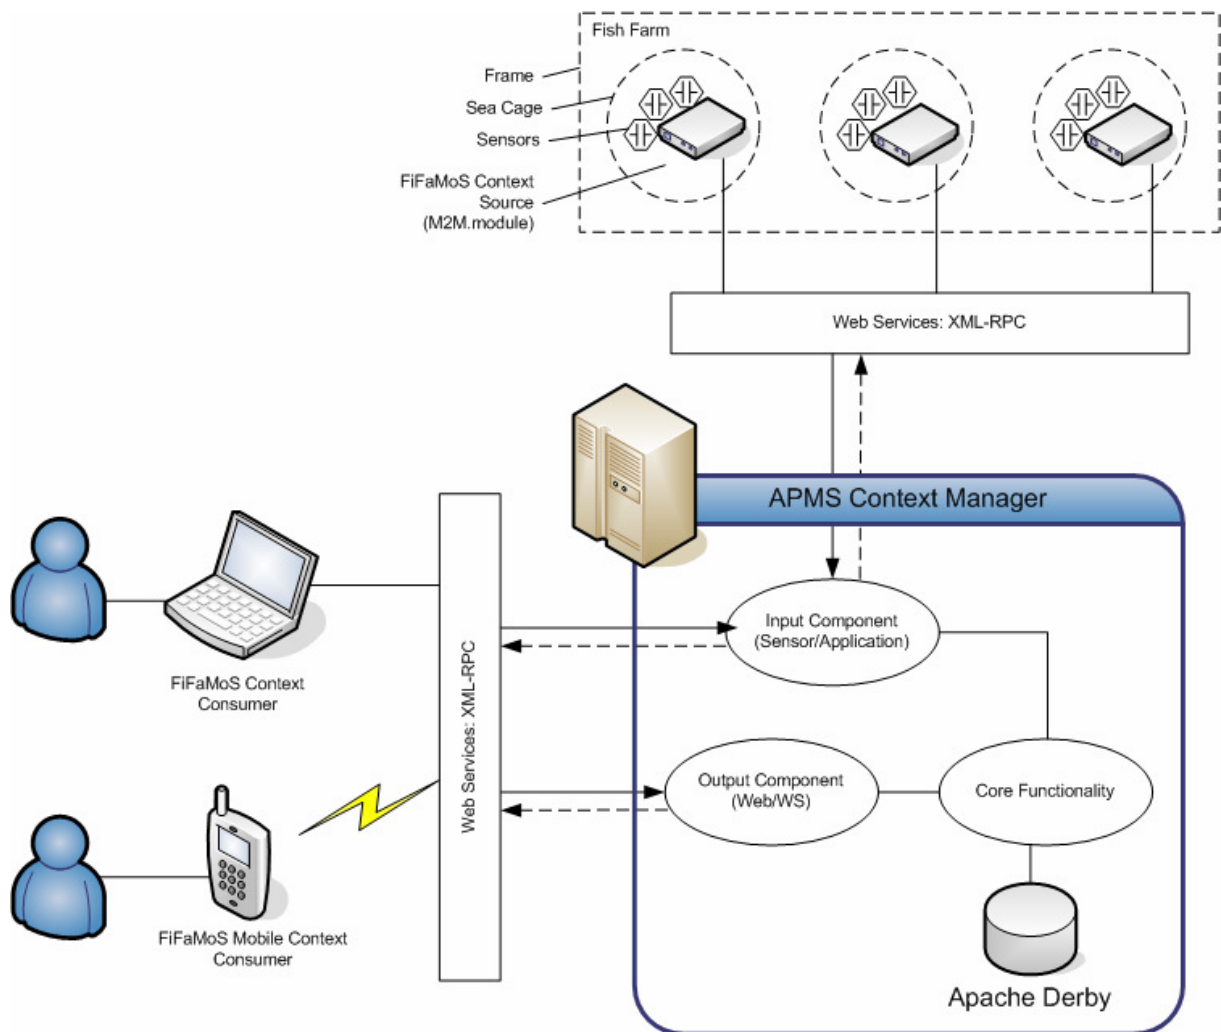 Fish Farm
Frame
Sea Cage
Sensors
FiFaMoS Context
Source
(M2M.module)
Web Services: XML-RPC
APMS Context Manager
Input Component
(Sensor/Application)
FiFaMoS Context
Consumer
Web Services: XML-RPC
Output Component
(Web/WS)
Core Functionality
FiFaMoS Mobile Context
Consumer
Apache Derby